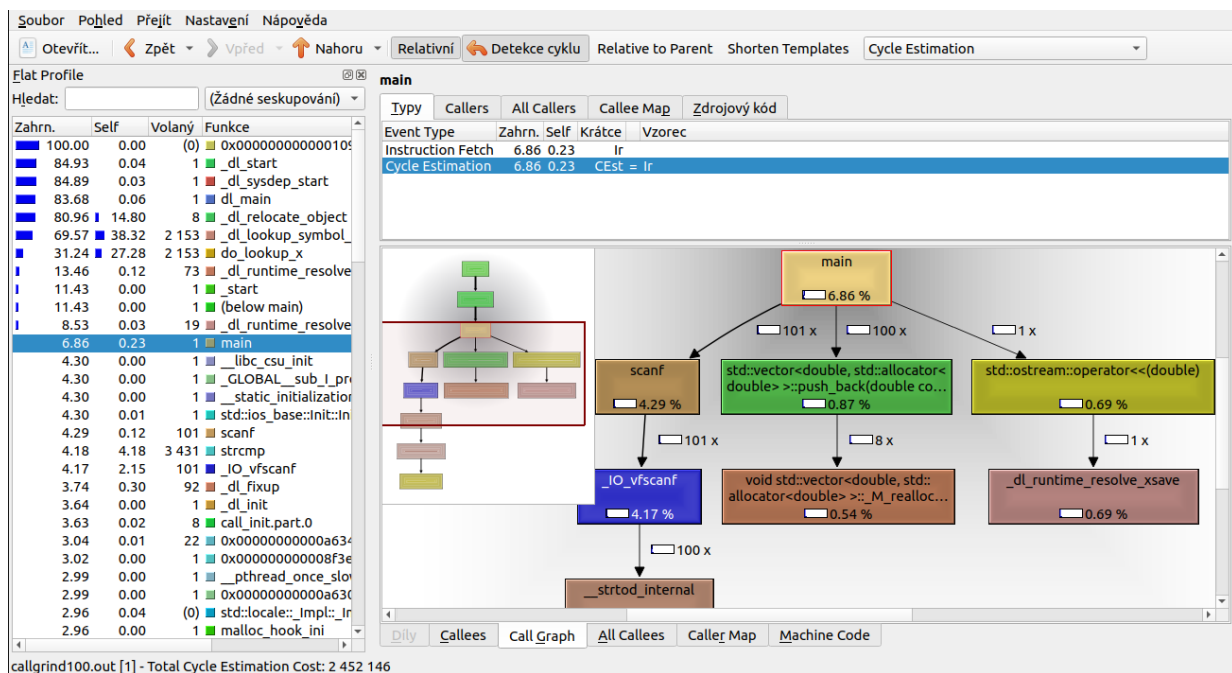 Soubor Pohled Přejít Nastavení Nápověda
Otevřít... Zpět Vpřed Nahoru Relativní Detekce cyklu Relative to Parent Shorten Templates Cycle Estimation
Flat Profile
Hledat: (Žádné seskupování)
Zahrn. Self Volaný Funkce
100.00 0.00 (0) 0x000000000000109
84.93 0.04 1 _dl_start
84.89 0.03 1 _dl_sysdep_start
83.68 0.06 1 dl_main
80.96 14.80 8 _dl_relocate_object
69.57 38.32 2 153 _dl_lookup_symbol_
31.24 27.28 2 153 do_lookup_x
13.46 0.12 73 _dl_runtime_resolve
11.43 0.00 1 _start
11.43 0.00 1 (below main)
8.53 0.03 19 _dl_runtime_resolve
6.86 0.23 1 main
4.30 0.00 1 __libc_csu_init
4.30 0.00 1 _GLOBAL__sub_I_pr
4.30 0.00 1 __static_initialization
4.30 0.01 1 std::ios_base::Init::In
4.29 0.12 101 scanf
4.18 4.18 3 431 strcmp
4.17 2.15 101 _IO_vfscanf
3.74 0.30 92 _dl_fixup
3.64 0.00 1 _dl_init
3.63 0.02 8 call_init.part.0
3.04 0.01 22 0x00000000000a634
3.02 0.00 1 0x00000000008f3e
2.99 0.00 1 __pthread_once_slo
2.99 0.00 1 0x00000000000a630
2.96 0.04 (0) std::locale::_Impl::_Ir
2.96 0.00 1 malloc_hook_ini
main
Typy Callers All Callers Callee Map Zdrojový kód
Event Type Zahrn. Self Krátce Vzorec
Instruction Fetch 6.86 0.23 Ir
Cycle Estimation 6.86 0.23 CEst = Ir
main
6.86 %
101 x 100 x 1 x
scanf
4.29 %
std::vector<double, std::allocator<
double> >::push_back(double co...
0.87 %
std::ostream::operator<<(double)
0.69 %
101 x 8 x 1 x
_IO_vfscanf
4.17 %
void std::vector<double, std::
allocator<double> >::_M_realloc...
0.54 %
_dl_runtime_resolve_xsave
0.69 %
100 x
__strtod_internal
Díly Callees Call Graph All Callees Caller Map Machine Code
callgrind100.out [1] - Total Cycle Estimation Cost: 2 452 146